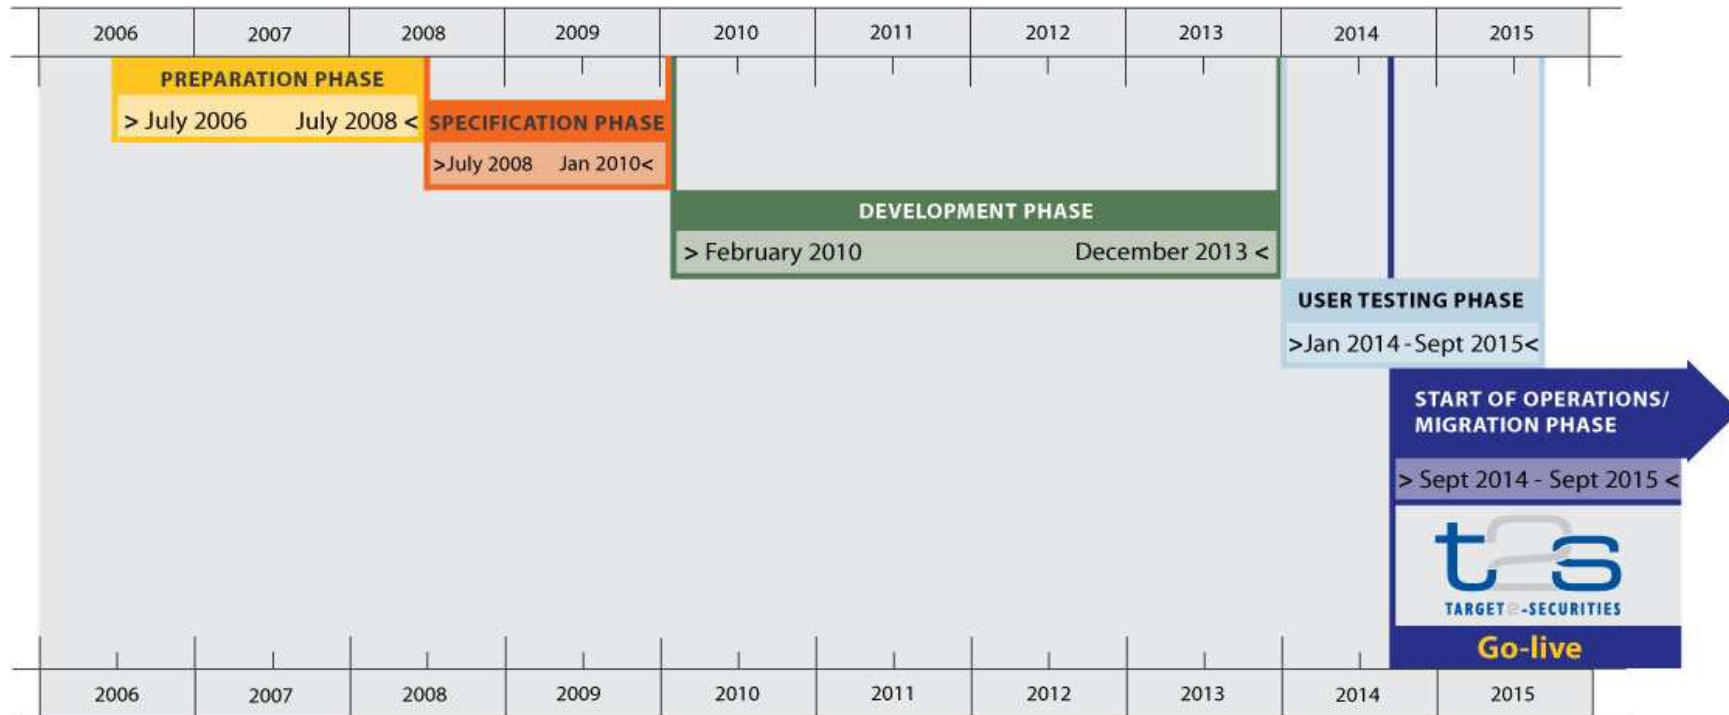 2006 2007 2008 2009 2010 2011 2012 2013 2014 2015
PREPARATION PHASE
> July 2006 July 2008 <
SPECIFICATION PHASE
>July 2008 Jan 2010<
DEVELOPMENT PHASE
> February 2010 December 2013 <
USER TESTING PHASE
>Jan 2014 - Sept 2015<
START OF OPERATIONS/
MIGRATION PHASE
> Sept 2014 - Sept 2015 <
t2s
TARGET2-SECURITIES
Go-live
2006 2007 2008 2009 2010 2011 2012 2013 2014 2015